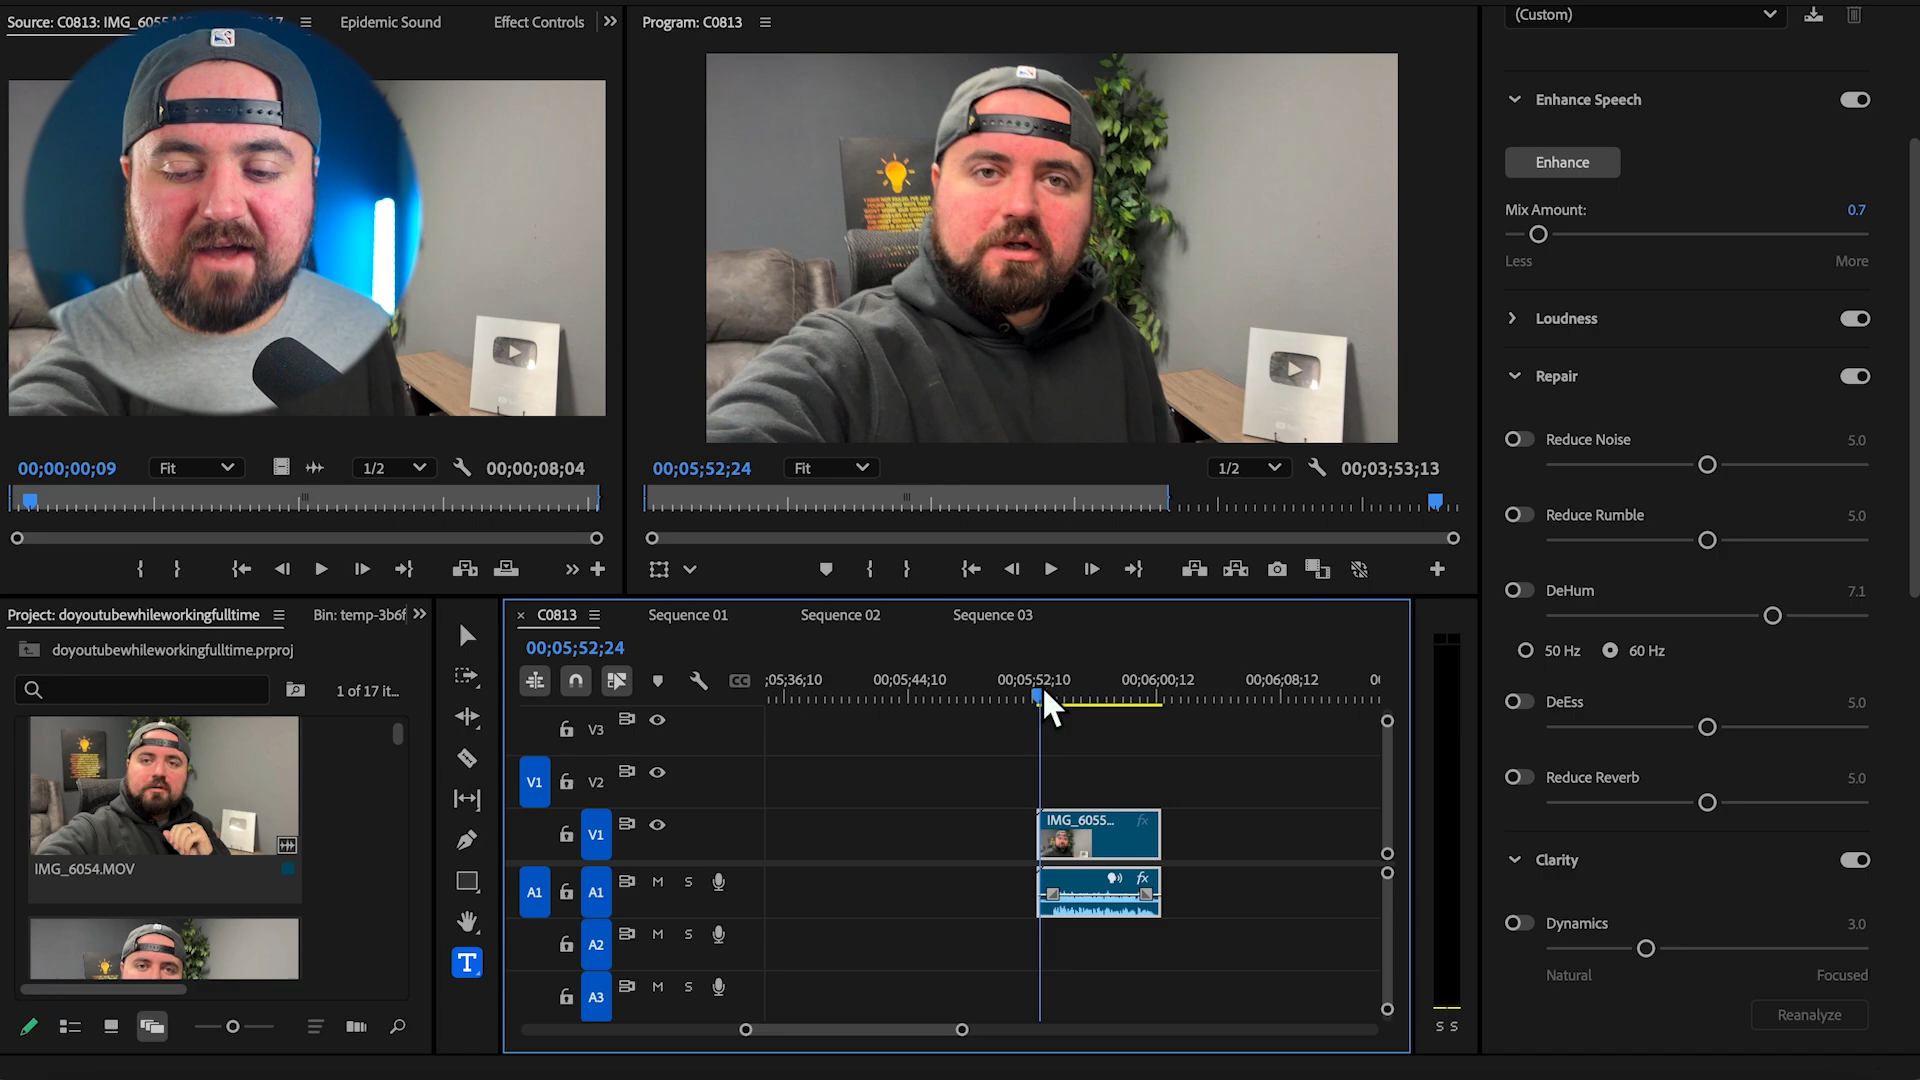 Source: C0813: IMG_6055.M
17
Epidemic Sound
Effect Controls
Program: C0813
(Custom)
Enhance Speech
Enhance
Mix Amount:
0.7
Less
More
Loudness
Repair
Reduce Noise
5.0
Reduce Rumble
5.0
DeHum
7.1
50 Hz
60 Hz
DeEss
5.0
Reduce Reverb
5.0
Clarity
Dynamics
3.0
Natural
Focused
Reanalyze
00;00;00;09
Fit
1/2
00;00;08;04
00;05;52;24
Fit
1/2
00;03;53;13
Project: doyoutubewhileworkingfulltime
Bin: temp-3b6f
doyoutubewhileworkingfulltime.prproj
1 of 17 it...
IMG_6054.MOV
T
× C0813
Sequence 01
Sequence 02
Sequence 03
00;05;52;24
CC
;05;36;10
00;05;44;10
00;05;52;10
00;06;00;12
00;06;08;12
V3
V1
V2
V1
IMG_6055...
fx
A1
A1
M
S
fx
A2
M
S
A3
M
S
S S